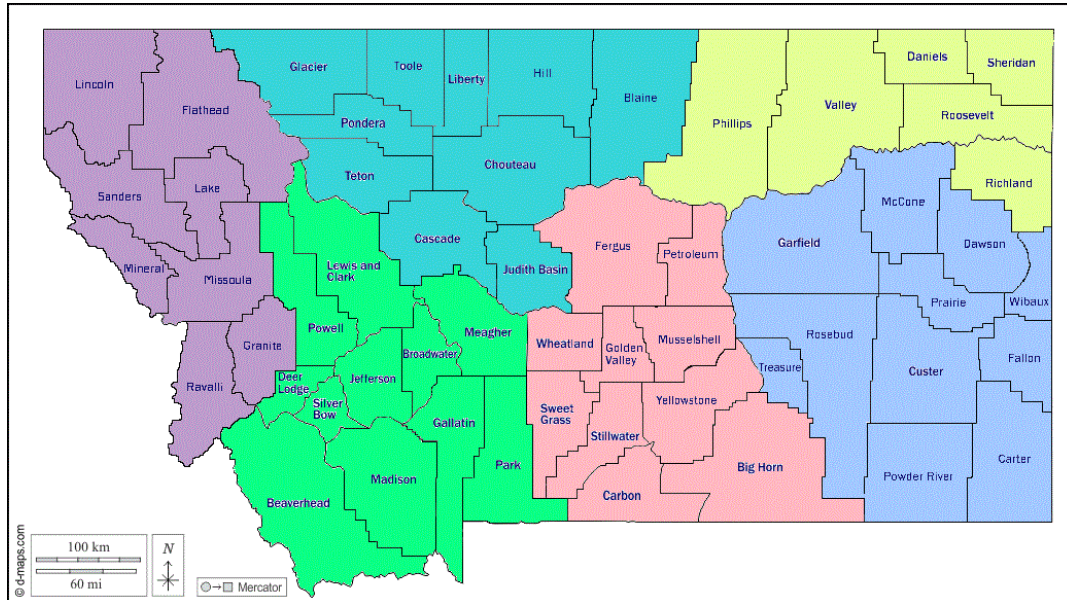 Lincoln
Flathead
Glacier
Toole
Liberty
Hill
Blaine
Phillips
Valley
Daniels
Sheridan
Roosevelt
Richland
Pondera
Teton
Chouteau
Sanders
Lake
Mineral
Missoula
Cascade
Judith Basin
Fergus
Petroleum
Garfield
McCone
Dawson
Prairie
Wibaux
Lewis and
Clark
Powell
Granite
Ravalli
Deer
Lodge
Silver
Bow
Jefferson
Broadwater
Meagher
Wheatland
Golden
Valley
Musselshell
Treasure
Rosebud
Custer
Fallon
Gallatin
Park
Sweet
Grass
Stillwater
Yellowstone
Big Horn
Carbon
Powder River
Carter
Beaverhead
Madison
© d-maps.com
100 km
60 mi
N
Mercator